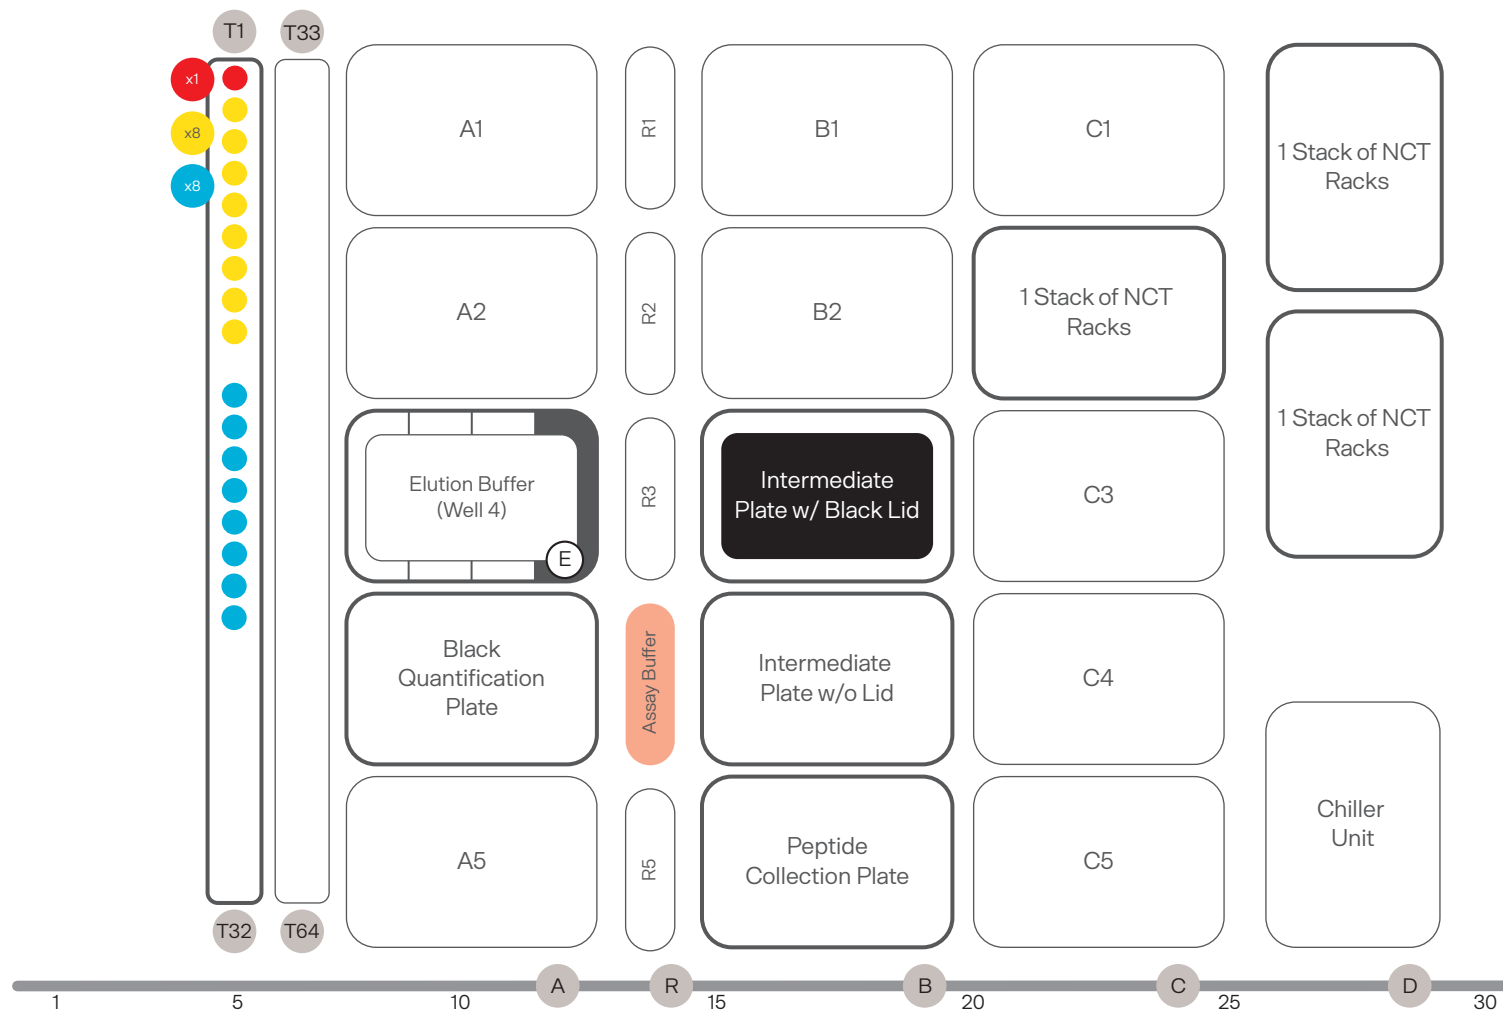 T1
T33
x1
x8
x8
A1
R1
B1
C1
1 Stack of NCT
Racks
A2
R2
B2
1 Stack of NCT
Racks
1 Stack of NCT
Racks
Elution Buffer
(Well 4)
E
R3
Intermediate
Plate w/ Black Lid
C3
Black
Quantification
Plate
Assay Buffer
Intermediate
Plate w/o Lid
C4
A5
R5
Peptide
Collection Plate
C5
Chiller
Unit
T32
T64
A
R
B
C
D
1
5
10
15
20
25
30